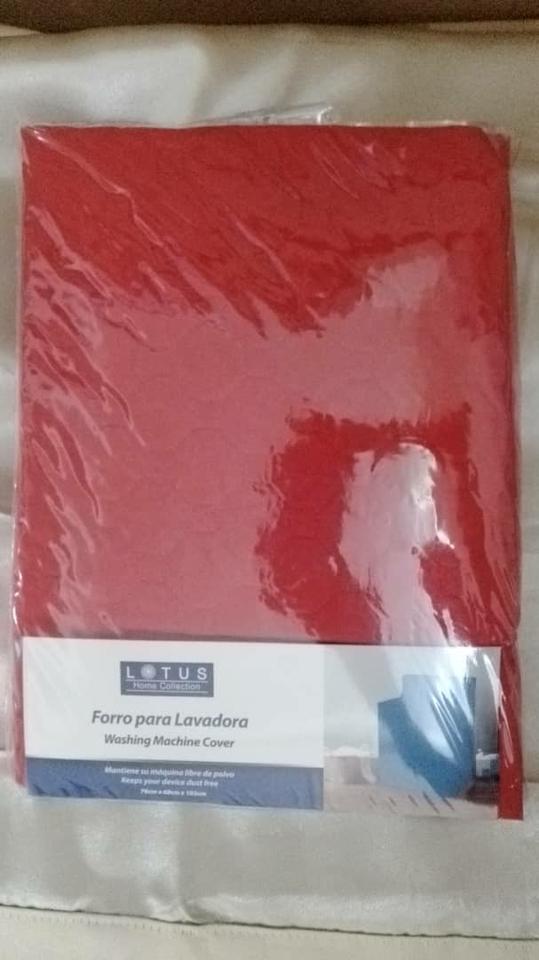 LOTUS
Home Collection
Forro para Lavadora
Washing Machine Cover
Mantiene su máquina libre de polvo
Keeps your device dust free